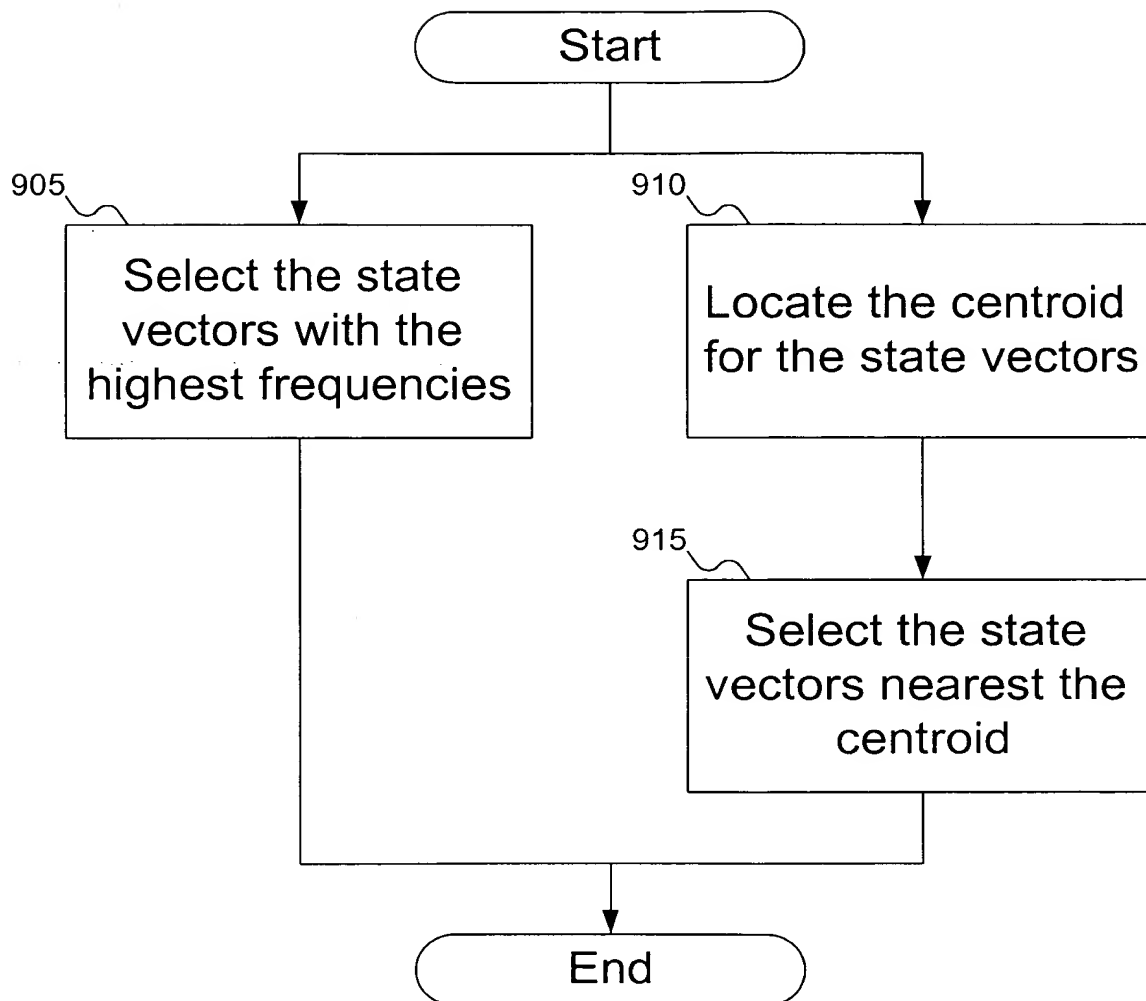 Start
905
Select the state
vectors with the
highest frequencies
910
Locate the centroid
for the state vectors
915
Select the state
vectors nearest the
centroid
End